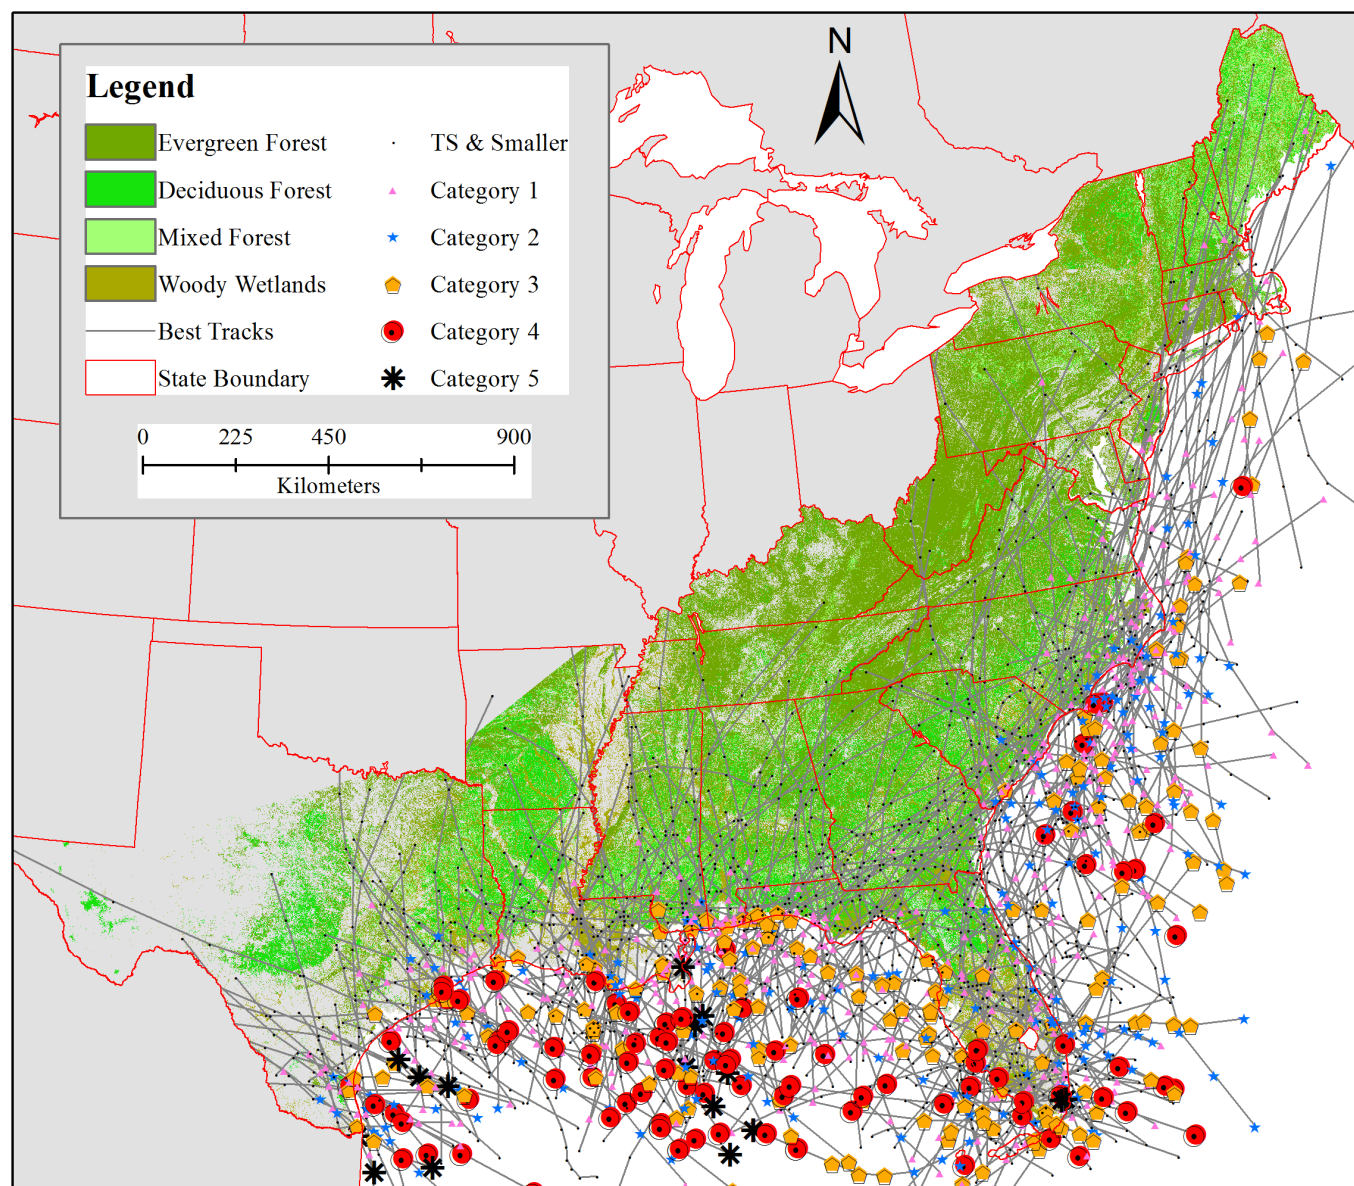 N
Legend
Evergreen Forest
Deciduous Forest
Mixed Forest
Woody Wetlands
Best Tracks
State Boundary
TS & Smaller
Category 1
Category 2
Category 3
Category 4
Category 5
0 225 450 900
Kilometers